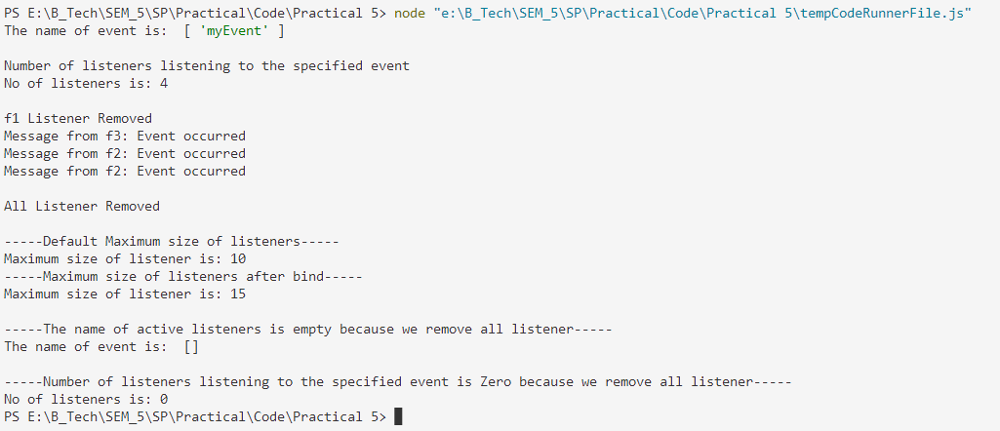 PS E:\B_Tech\SEM_5\SP\Practical\Code\Practical 5> node "e:\B_Tech\SEM_5\SP\Practical\Code\Practical 5\tempCodeRunnerFile.js"
The name of event is:  [ 'myEvent' ]
Number of listeners listening to the specified event
No of listeners is: 4
f1 Listener Removed
Message from f3: Event occurred
Message from f2: Event occurred
Message from f2: Event occurred
All Listener Removed
-----Default Maximum size of listeners-----
Maximum size of listener is: 10
-----Maximum size of listeners after bind-----
Maximum size of listener is: 15
-----The name of active listeners is empty because we remove all listener-----
The name of event is:  []
-----Number of listeners listening to the specified event is Zero because we remove all listener-----
No of listeners is: 0
PS E:\B_Tech\SEM_5\SP\Practical\Code\Practical 5>